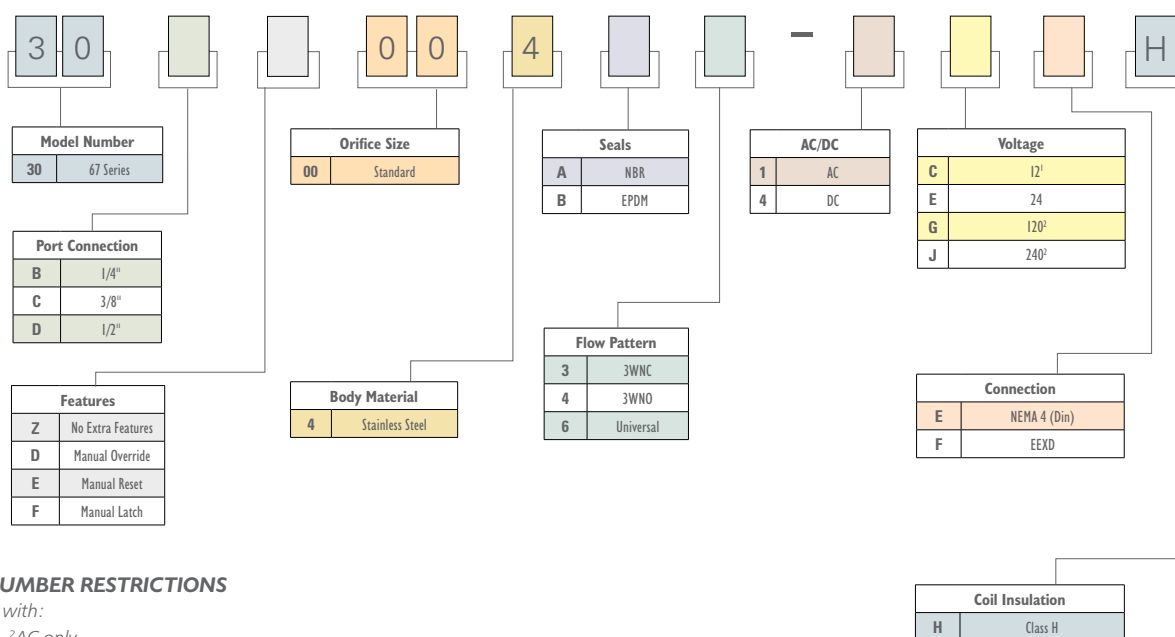 3 0 0 0 4 – H
Model Number
30 67 Series
Orifice Size
00 Standard
Seals
A NBR
B EPDM
AC/DC
1 AC
4 DC
Voltage
C 12¹
E 24
G 120²
J 240²
Port Connection
B 1/4"
C 3/8"
D 1/2"
Flow Pattern
3 3WNC
4 3WNO
6 Universal
Features
Z No Extra Features
D Manual Override
E Manual Reset
F Manual Latch
Body Material
4 Stainless Steel
Connection
E NEMA 4 (Din)
F EEXD
UMBER RESTRICTIONS
with:
²AC only
Coil Insulation
H Class H